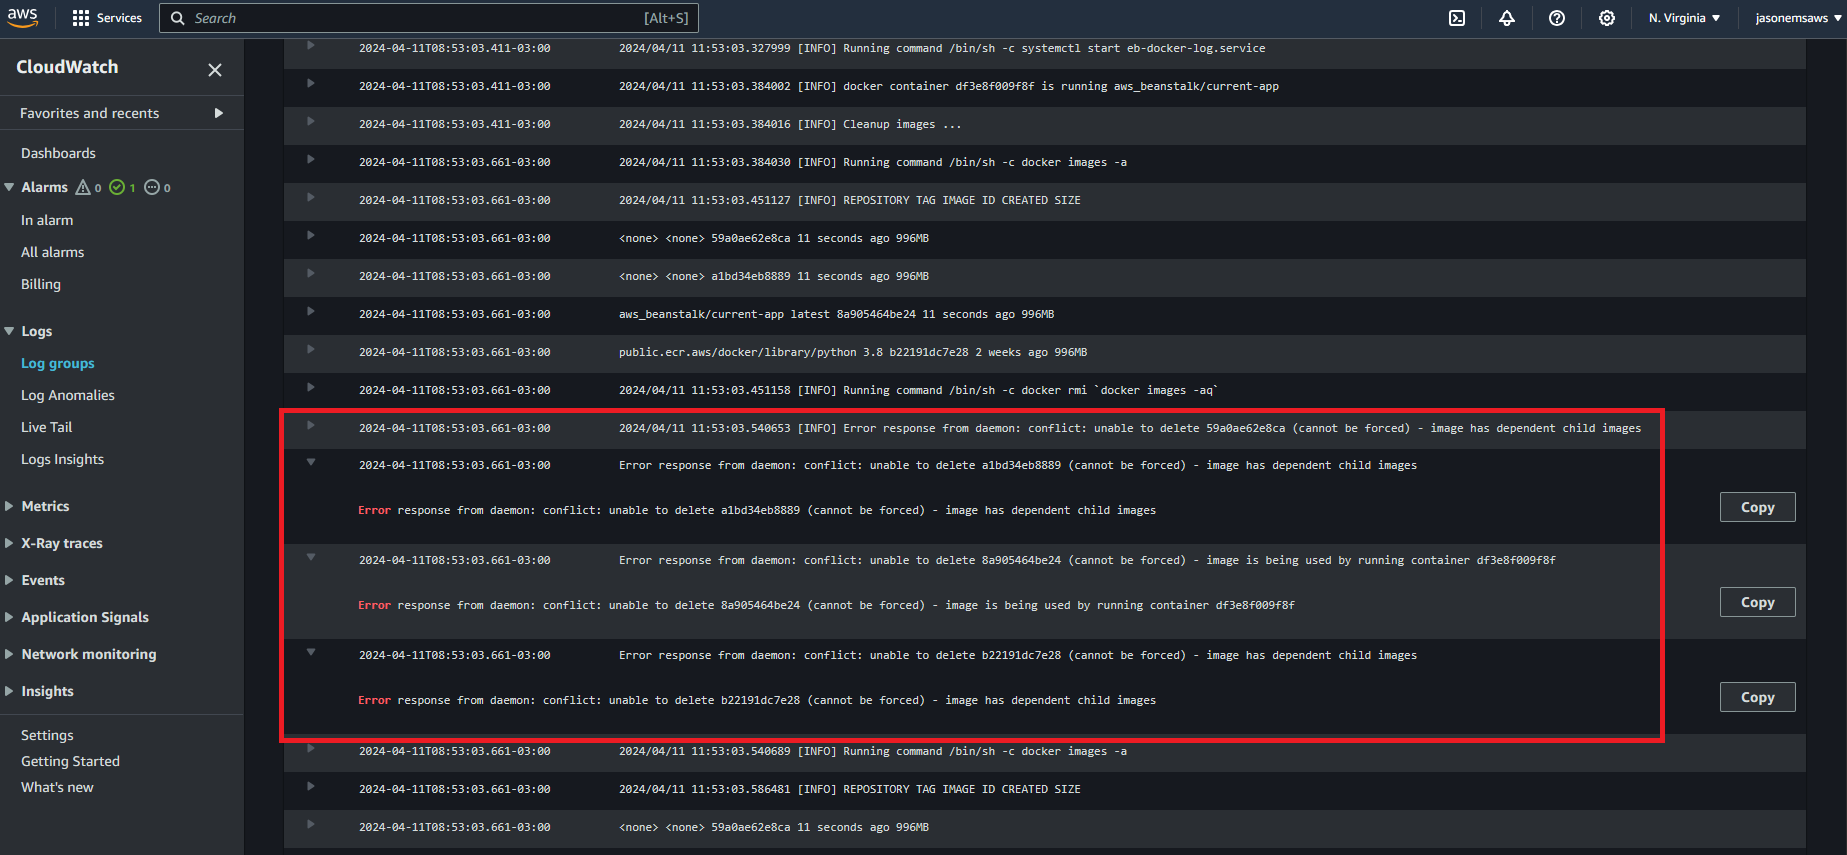 aws Services Search [Alt+S] N. Virginia jasonemsaws
CloudWatch
Favorites and recents
Dashboards
Alarms 0 1 0
In alarm
All alarms
Billing
Logs
Log groups
Log Anomalies
Live Tail
Logs Insights
Metrics
X-Ray traces
Events
Application Signals
Network monitoring
Insights
Settings
Getting Started
What's new
2024-04-11T08:53:03.411-03:00 2024/04/11 11:53:03.327999 [INFO] Running command /bin/sh -c systemctl start eb-docker-log.service
2024-04-11T08:53:03.411-03:00 2024/04/11 11:53:03.384002 [INFO] docker container df3e8f009f8f is running aws_beanstalk/current-app
2024-04-11T08:53:03.411-03:00 2024/04/11 11:53:03.384016 [INFO] Cleanup images ...
2024-04-11T08:53:03.661-03:00 2024/04/11 11:53:03.384030 [INFO] Running command /bin/sh -c docker images -a
2024-04-11T08:53:03.661-03:00 2024/04/11 11:53:03.451127 [INFO] REPOSITORY TAG IMAGE ID CREATED SIZE
2024-04-11T08:53:03.661-03:00 <none> <none> 59a0ae62e8ca 11 seconds ago 996MB
2024-04-11T08:53:03.661-03:00 <none> <none> a1bd34eb8889 11 seconds ago 996MB
2024-04-11T08:53:03.661-03:00 aws_beanstalk/current-app latest 8a905464be24 11 seconds ago 996MB
2024-04-11T08:53:03.661-03:00 public.ecr.aws/docker/library/python 3.8 b22191dc7e28 2 weeks ago 996MB
2024-04-11T08:53:03.661-03:00 2024/04/11 11:53:03.451158 [INFO] Running command /bin/sh -c docker rmi `docker images -aq`
2024-04-11T08:53:03.661-03:00 2024/04/11 11:53:03.540653 [INFO] Error response from daemon: conflict: unable to delete 59a0ae62e8ca (cannot be forced) - image has dependent child images
2024-04-11T08:53:03.661-03:00 Error response from daemon: conflict: unable to delete a1bd34eb8889 (cannot be forced) - image has dependent child images
Error response from daemon: conflict: unable to delete a1bd34eb8889 (cannot be forced) - image has dependent child images Copy
2024-04-11T08:53:03.661-03:00 Error response from daemon: conflict: unable to delete 8a905464be24 (cannot be forced) - image is being used by running container df3e8f009f8f
Error response from daemon: conflict: unable to delete 8a905464be24 (cannot be forced) - image is being used by running container df3e8f009f8f Copy
2024-04-11T08:53:03.661-03:00 Error response from daemon: conflict: unable to delete b22191dc7e28 (cannot be forced) - image has dependent child images
Error response from daemon: conflict: unable to delete b22191dc7e28 (cannot be forced) - image has dependent child images Copy
2024-04-11T08:53:03.661-03:00 2024/04/11 11:53:03.540689 [INFO] Running command /bin/sh -c docker images -a
2024-04-11T08:53:03.661-03:00 2024/04/11 11:53:03.586481 [INFO] REPOSITORY TAG IMAGE ID CREATED SIZE
2024-04-11T08:53:03.661-03:00 <none> <none> 59a0ae62e8ca 11 seconds ago 996MB